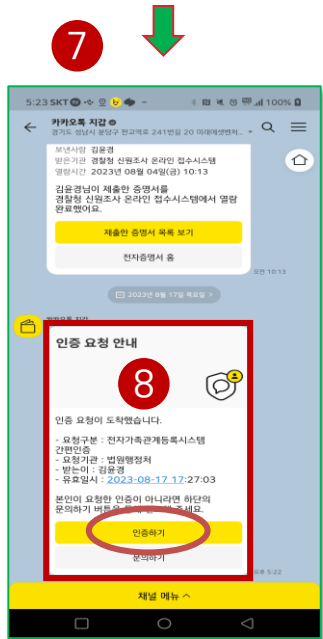 7
5:23 SKT
100%
카카오톡 지갑
경기도 성남시 분당구 판교역로 241번길 20 미래에셋벤처..
보낸사람 김윤경
받은기관 경찰청 신원조사 온라인 접수시스템
열람시간 2023년 08월 04일(금) 10:13
김윤경님이 제출한 증명서를
경찰청 신원조사 온라인 접수시스템에서 열람
완료했어요.
제출한 증명서 목록 보기
전자증명서 홈
오전 10:13
2023년 8월 17일 목요일 >
카카오톡 지갑
인증 요청 안내
8
인증 요청이 도착했습니다.
- 요청구분 : 전자가족관계등록시스템
간편인증
- 요청기관 : 법원행정처
- 받는이 : 김윤경
- 유효일시 : 2023-08-17 17:27:03
본인이 요청한 인증이 아니라면 하단의
문의하기 버튼을 주세요.
인증하기
문의하기
오후 5:22
채널 메뉴 ^